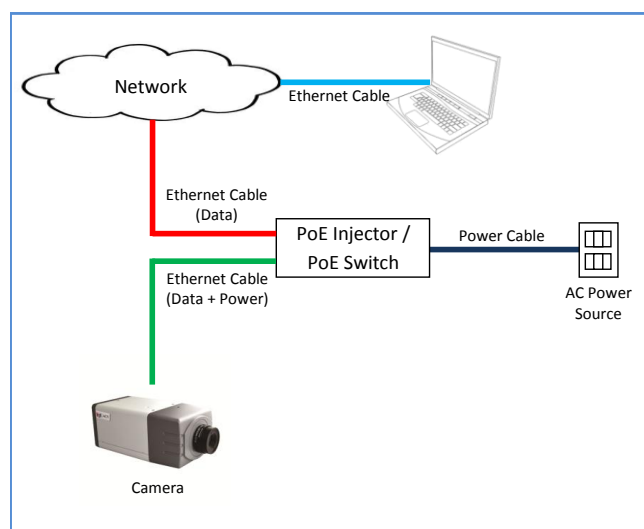 Network
Ethernet Cable
Ethernet Cable
(Data)
PoE Injector /
PoE Switch
Power Cable
Ethernet Cable
(Data + Power)
AC Power
Source
Camera